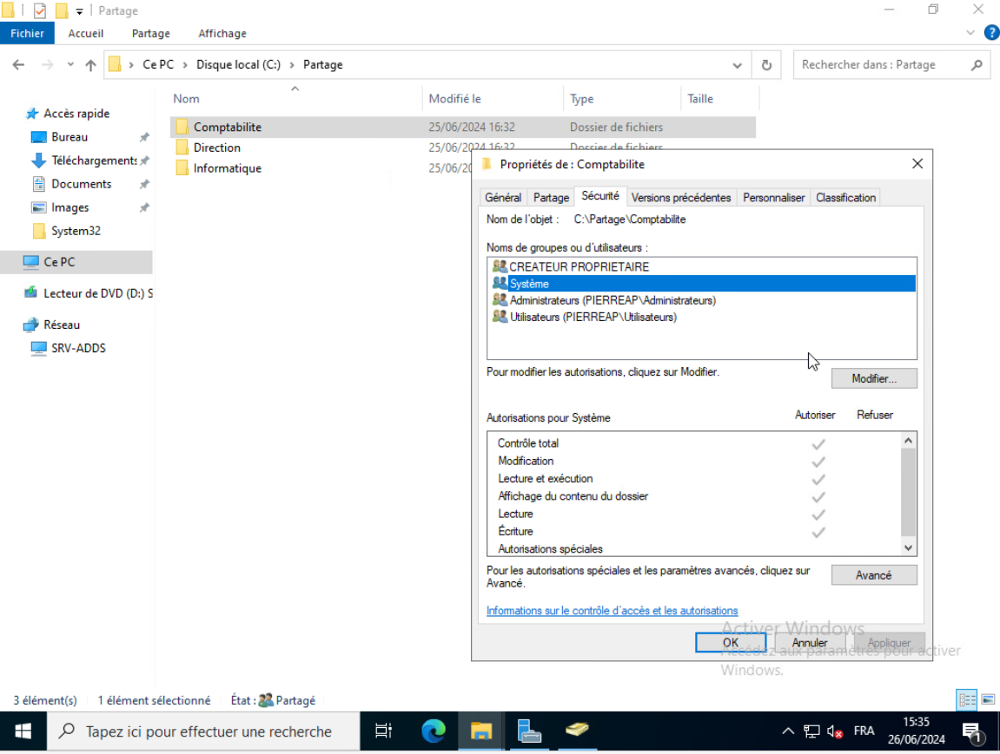 Partage
Fichier Accueil Partage Affichage
Ce PC Disque local (C:) Partage
Rechercher dans : Partage
Nom Modifié le Type Taille
Accès rapide
Bureau
Téléchargements
Documents
Images
System32
Ce PC
Lecteur de DVD (D:) S
Réseau
SRV-ADDS
Comptabilite 25/06/2024 16:32 Dossier de fichiers
Direction 25/06/2024 16:32 Dossier de fichiers
Informatique 25/06/20
Propriétés de : Comptabilite
Général Partage Sécurité Versions précédentes Personnaliser Classification
Nom de l'objet : C:\Partage\Comptabilite
Noms de groupes ou d'utilisateurs :
CREATEUR PROPRIETAIRE
Système
Administrateurs (PIERREAP\Administrateurs)
Utilisateurs (PIERREAP\Utilisateurs)
Pour modifier les autorisations, cliquez sur Modifier.
Modifier...
Autorisations pour Système Autoriser Refuser
Contrôle total
Modification
Lecture et exécution
Affichage du contenu du dossier
Lecture
Écriture
Autorisations spéciales
Pour les autorisations spéciales et les paramètres avancés, cliquez sur
Avancé.
Avancé
Informations sur le contrôle d'accès et les autorisations
OK Annuler Appliquer
Activer Windows
Accédez aux paramètres pour activer
Windows.
3 élément(s) 1 élément sélectionné État : Partagé
Tapez ici pour effectuer une recherche
FRA
15:35
26/06/2024
1